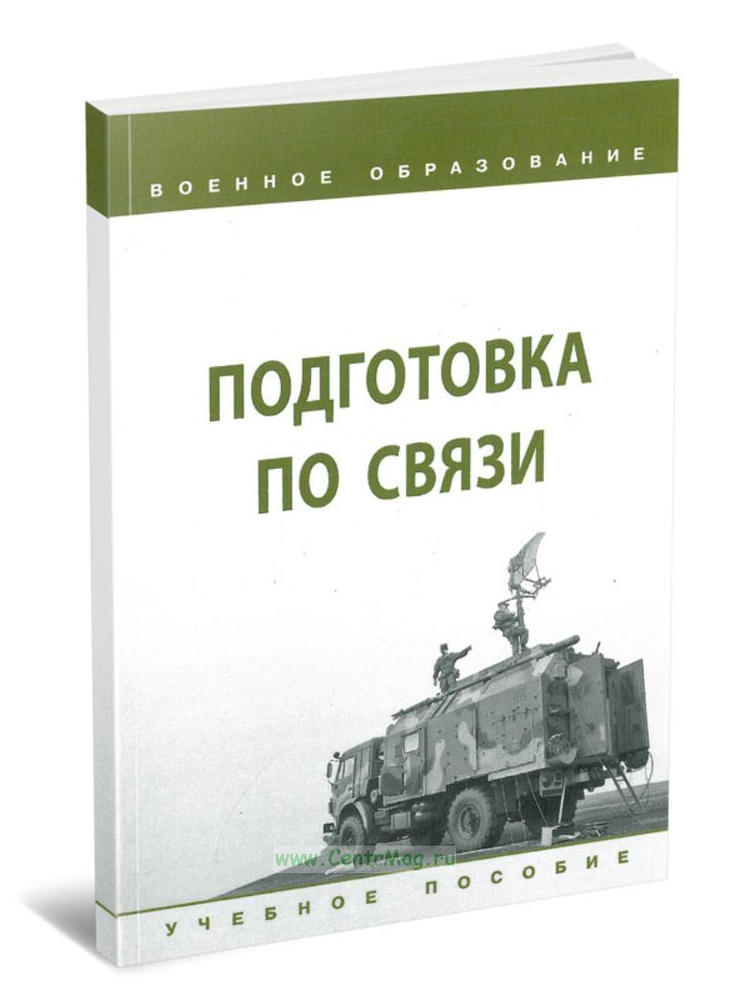 ВОЕННОЕ ОБРАЗОВАНИЕ
ПОДГОТОВКА
ПО СВЯЗИ
www.CentrMag.ru
УЧЕБНОЕ ПОСОБИЕ